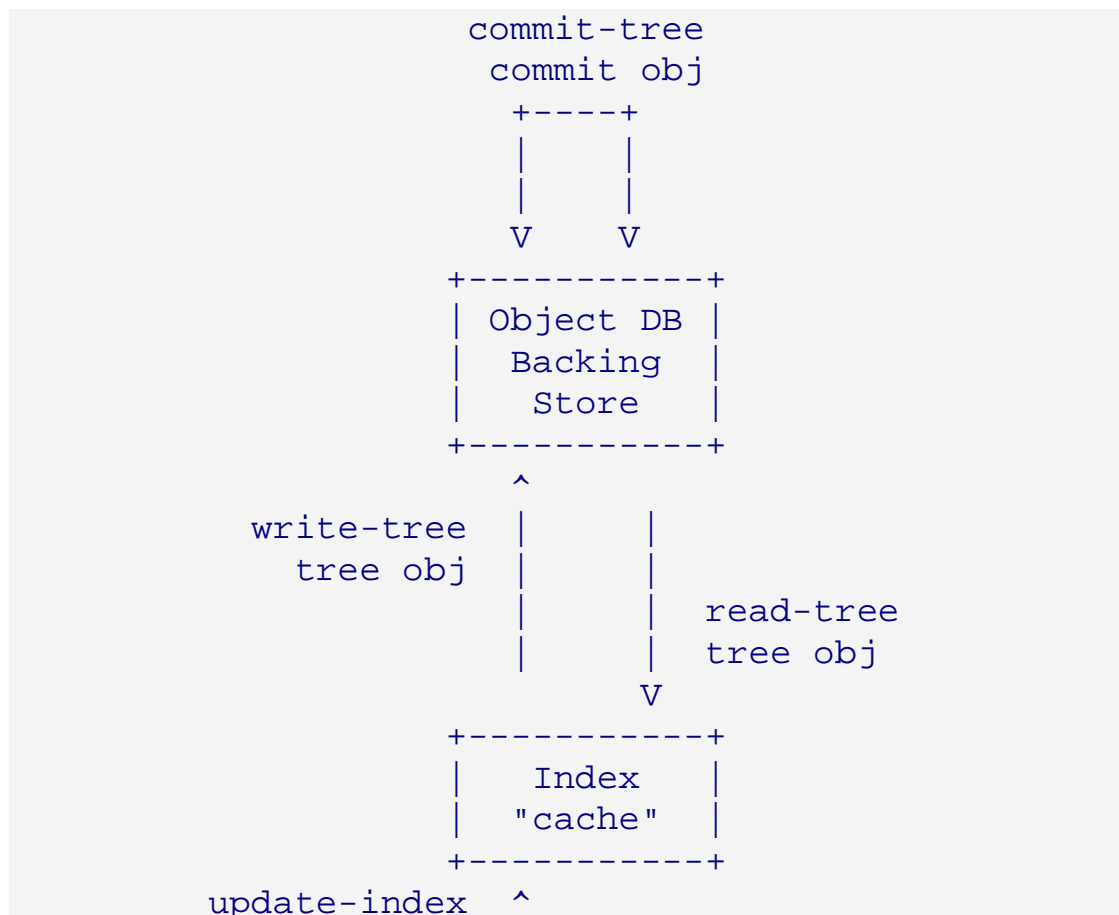 commit-tree
commit obj
+----+
|    |
|    |
V    V
+-----------+
| Object DB |
|  Backing  |
|   Store   |
+-----------+
^
write-tree  |     |
tree obj  |     |
|     |  read-tree
|     |  tree obj
V
+-----------+
|   Index   |
|  "cache"  |
+-----------+
update-index  ^